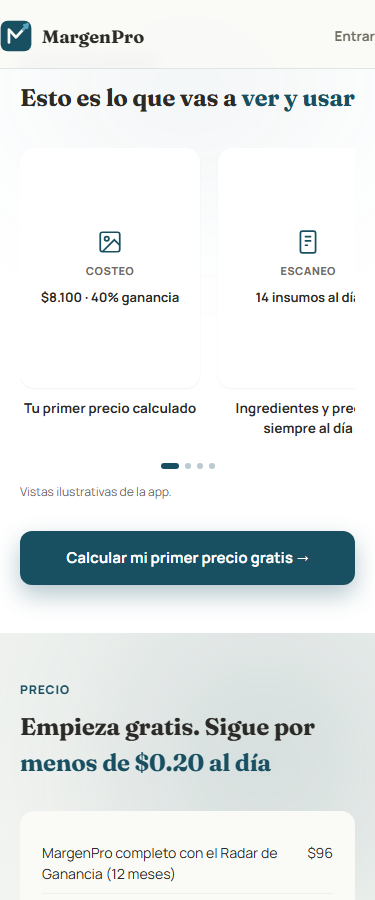 MargenPro
Entrar
Esto es lo que vas a ver y usar
COSTEO
$8.100 · 40% ganancia
Tu primer precio calculado
ESCANEO
14 insumos al
Ingredientes y
siempre al día
Vistas ilustrativas de la app.
Calcular mi primer precio gratis →
PRECIO
Empieza gratis. Sigue por
menos de $0.20 al día
MargenPro completo con el Radar de
Ganancia (12 meses)
$96